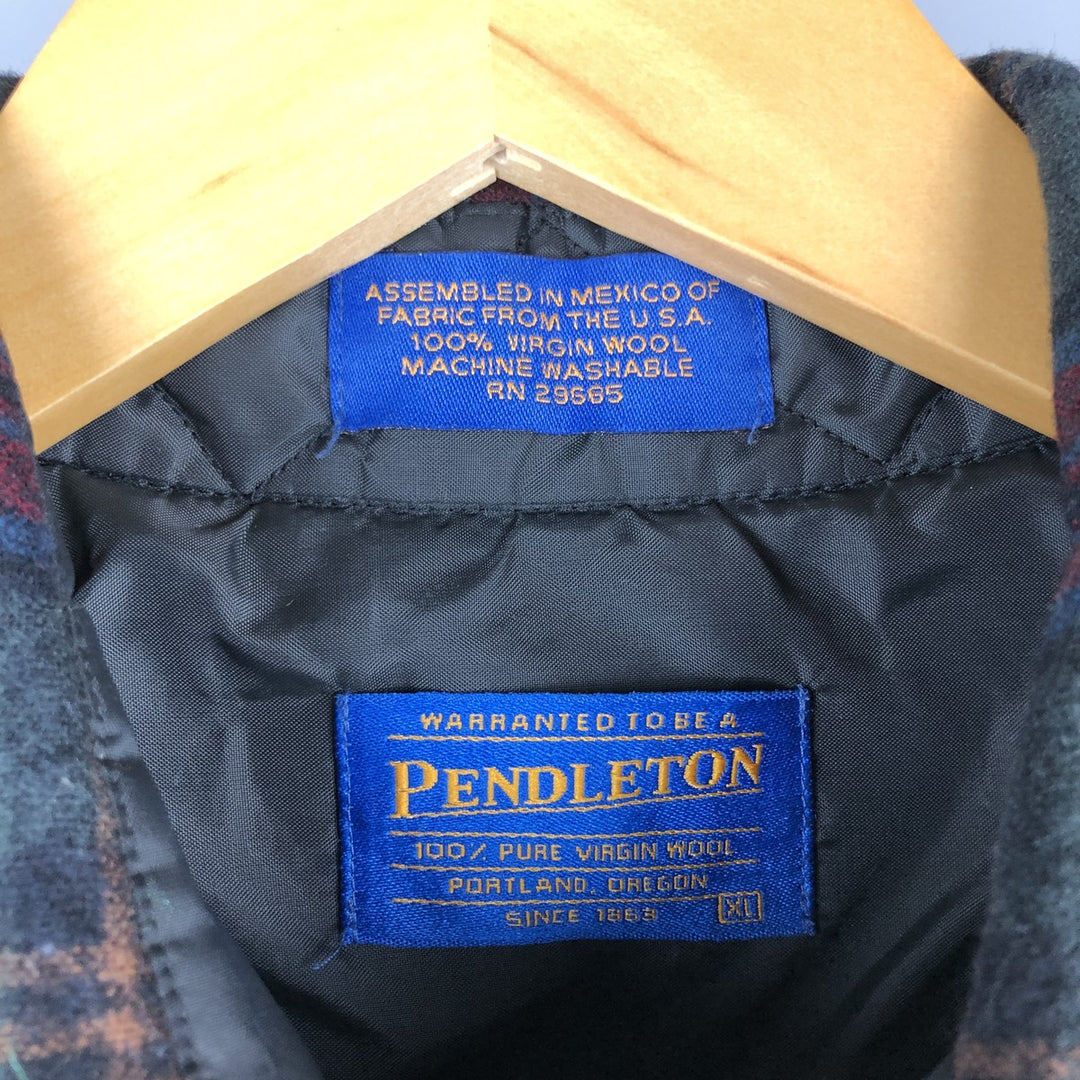 ASSEMBLED IN MEXICO OF
FABRIC FROM THE U.S.A.
100% VIRGIN WOOL
MACHINE WASHABLE
RN 29685
WARRANTED TO BE A
PENDLETON
100% PURE VIRGIN WOOL
PORTLAND, OREGON
SINCE 1863
XL